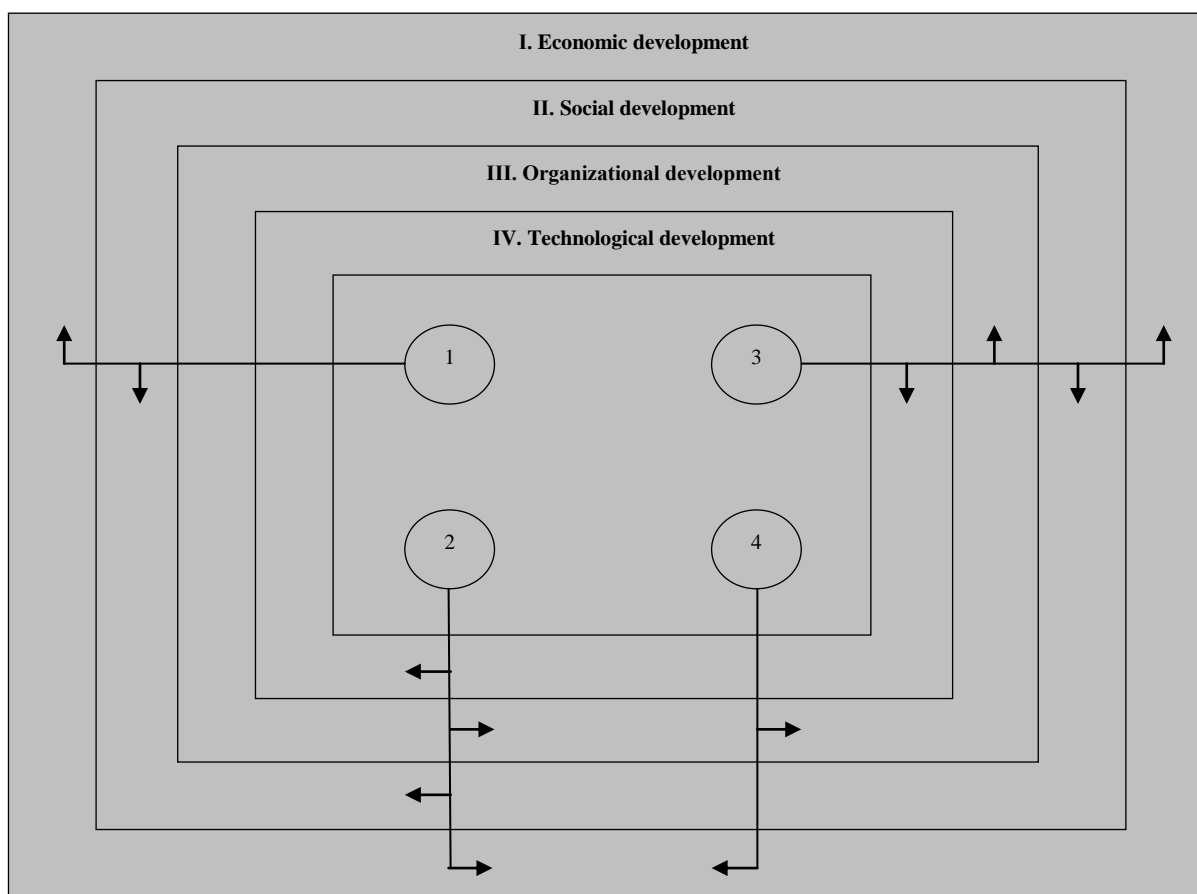 I. Economic development
II. Social development
III. Organizational development
IV. Technological development
1
3
2
4